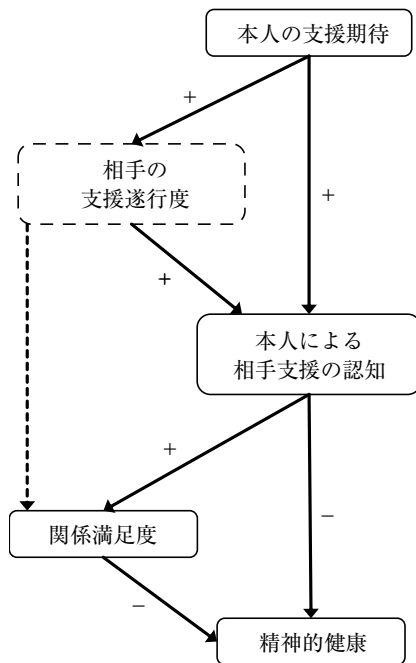 本人の支援期待
+
相手の
支援遂行度
+
+
本人による
相手支援の認知
+
−
関係満足度
−
精神的健康